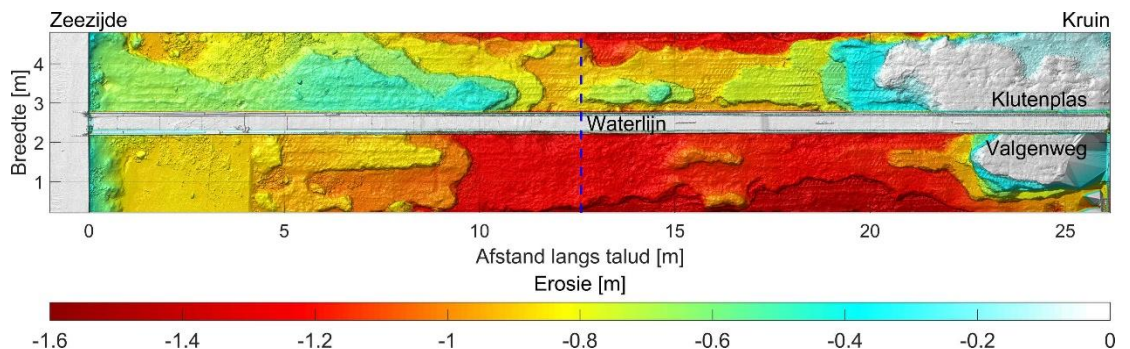 Zeezijde Kruin
4
3
2
1
Breedte [m]
Klutenplas
Waterlijn
Valgenweg
0 5 10 15 20 25
Afstand langs talud [m]
Erosie [m]
-1.6 -1.4 -1.2 -1 -0.8 -0.6 -0.4 -0.2 0